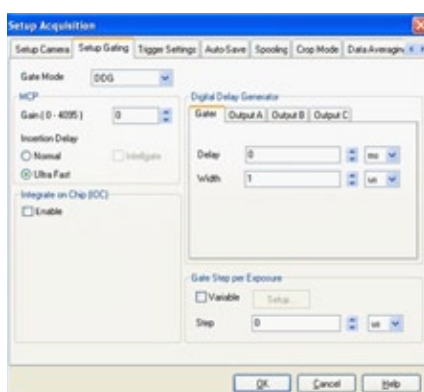 Setup Acquisition
Setup Camera Setup Gating Trigger Settings Auto-Save Spooling Crop Mode Data Averaging
Gate Mode DDG
MCP
Gain ( 0 - 4095 ) 0
Insertion Delay
Normal Intelligate
Ultra Fast
Integrate on Chip (IOC)
Enable
Digital Delay Generator
Gater Output A Output B Output C
Delay 0
Width 1 us
Gate Step per Exposure
Variable Setup...
Step 0 us
OK Cancel Help